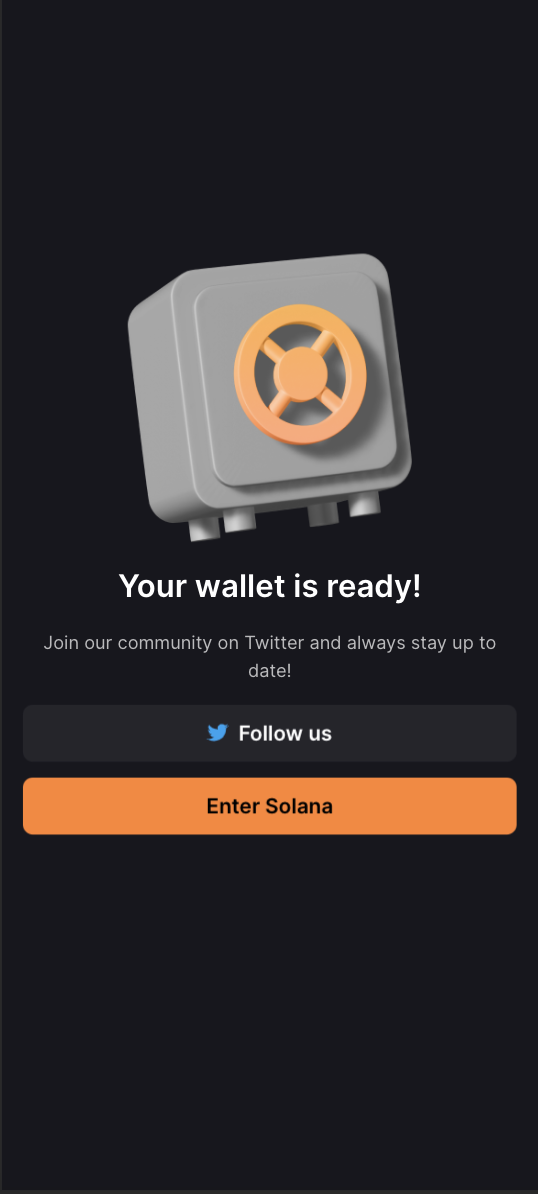 Your wallet is ready!
Join our community on Twitter and always stay up to
date!
Follow us
Enter Solana